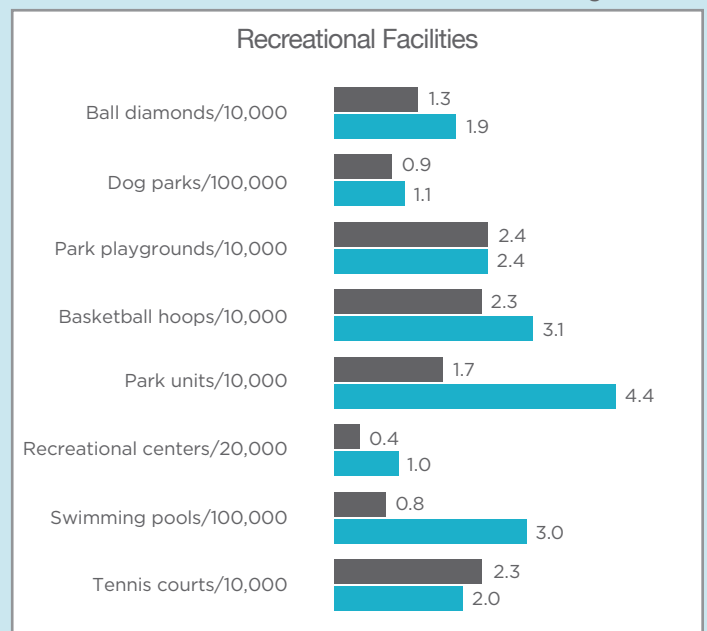 Recreational Facilities
Ball diamonds/10,000
1.3
1.9
Dog parks/100,000
0.9
1.1
Park playgrounds/10,000
2.4
2.4
Basketball hoops/10,000
2.3
3.1
Park units/10,000
1.7
4.4
Recreational centers/20,000
0.4
1.0
Swimming pools/100,000
0.8
3.0
Tennis courts/10,000
2.3
2.0